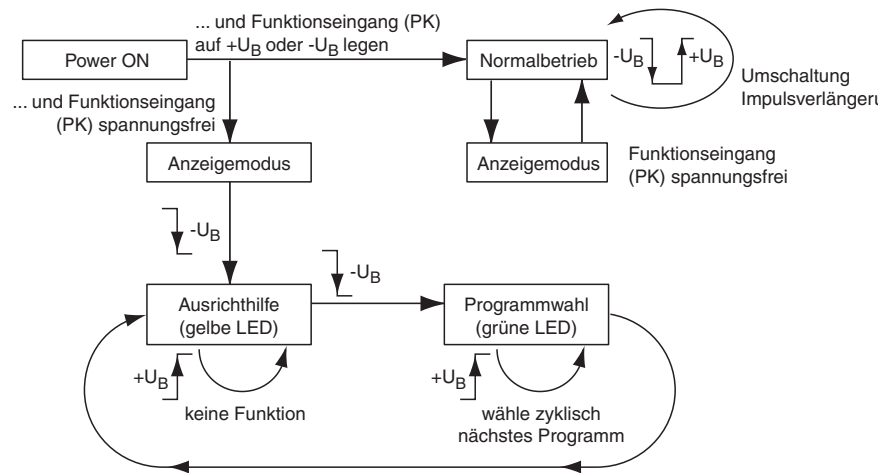 ... und Funktionseingang (PK)
auf +UB oder -UB legen
Power ON
Normalbetrieb
-UB
+UB
Umschaltung
Impulsverlängeru
... und Funktionseingang
(PK) spannungsfrei
Anzeigemodus
Anzeigemodus
Funktionseingang
(PK) spannungsfrei
-UB
-UB
Ausrichthilfe
(gelbe LED)
Programmwahl
(grüne LED)
+UB
keine Funktion
+UB
wähle zyklisch
nächstes Programm